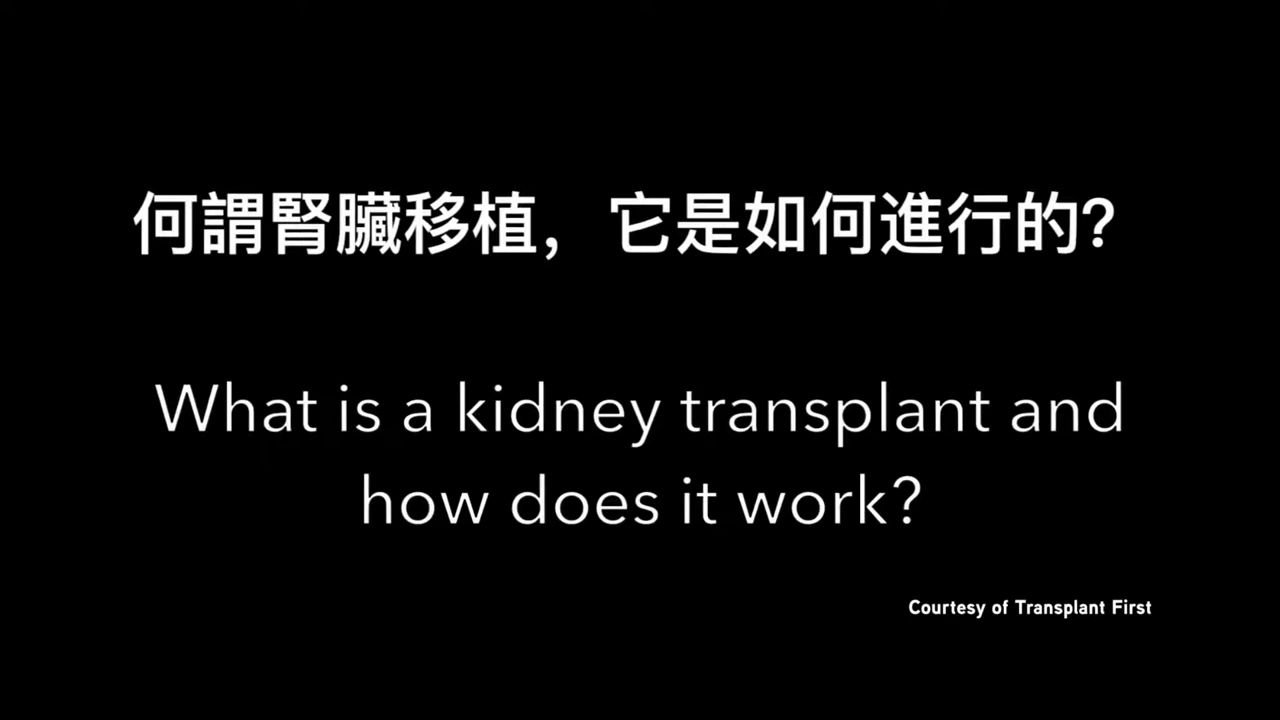 何謂腎臟移植，它是如何進行的？
What is a kidney transplant and
how does it work?
Courtesy of Transplant First